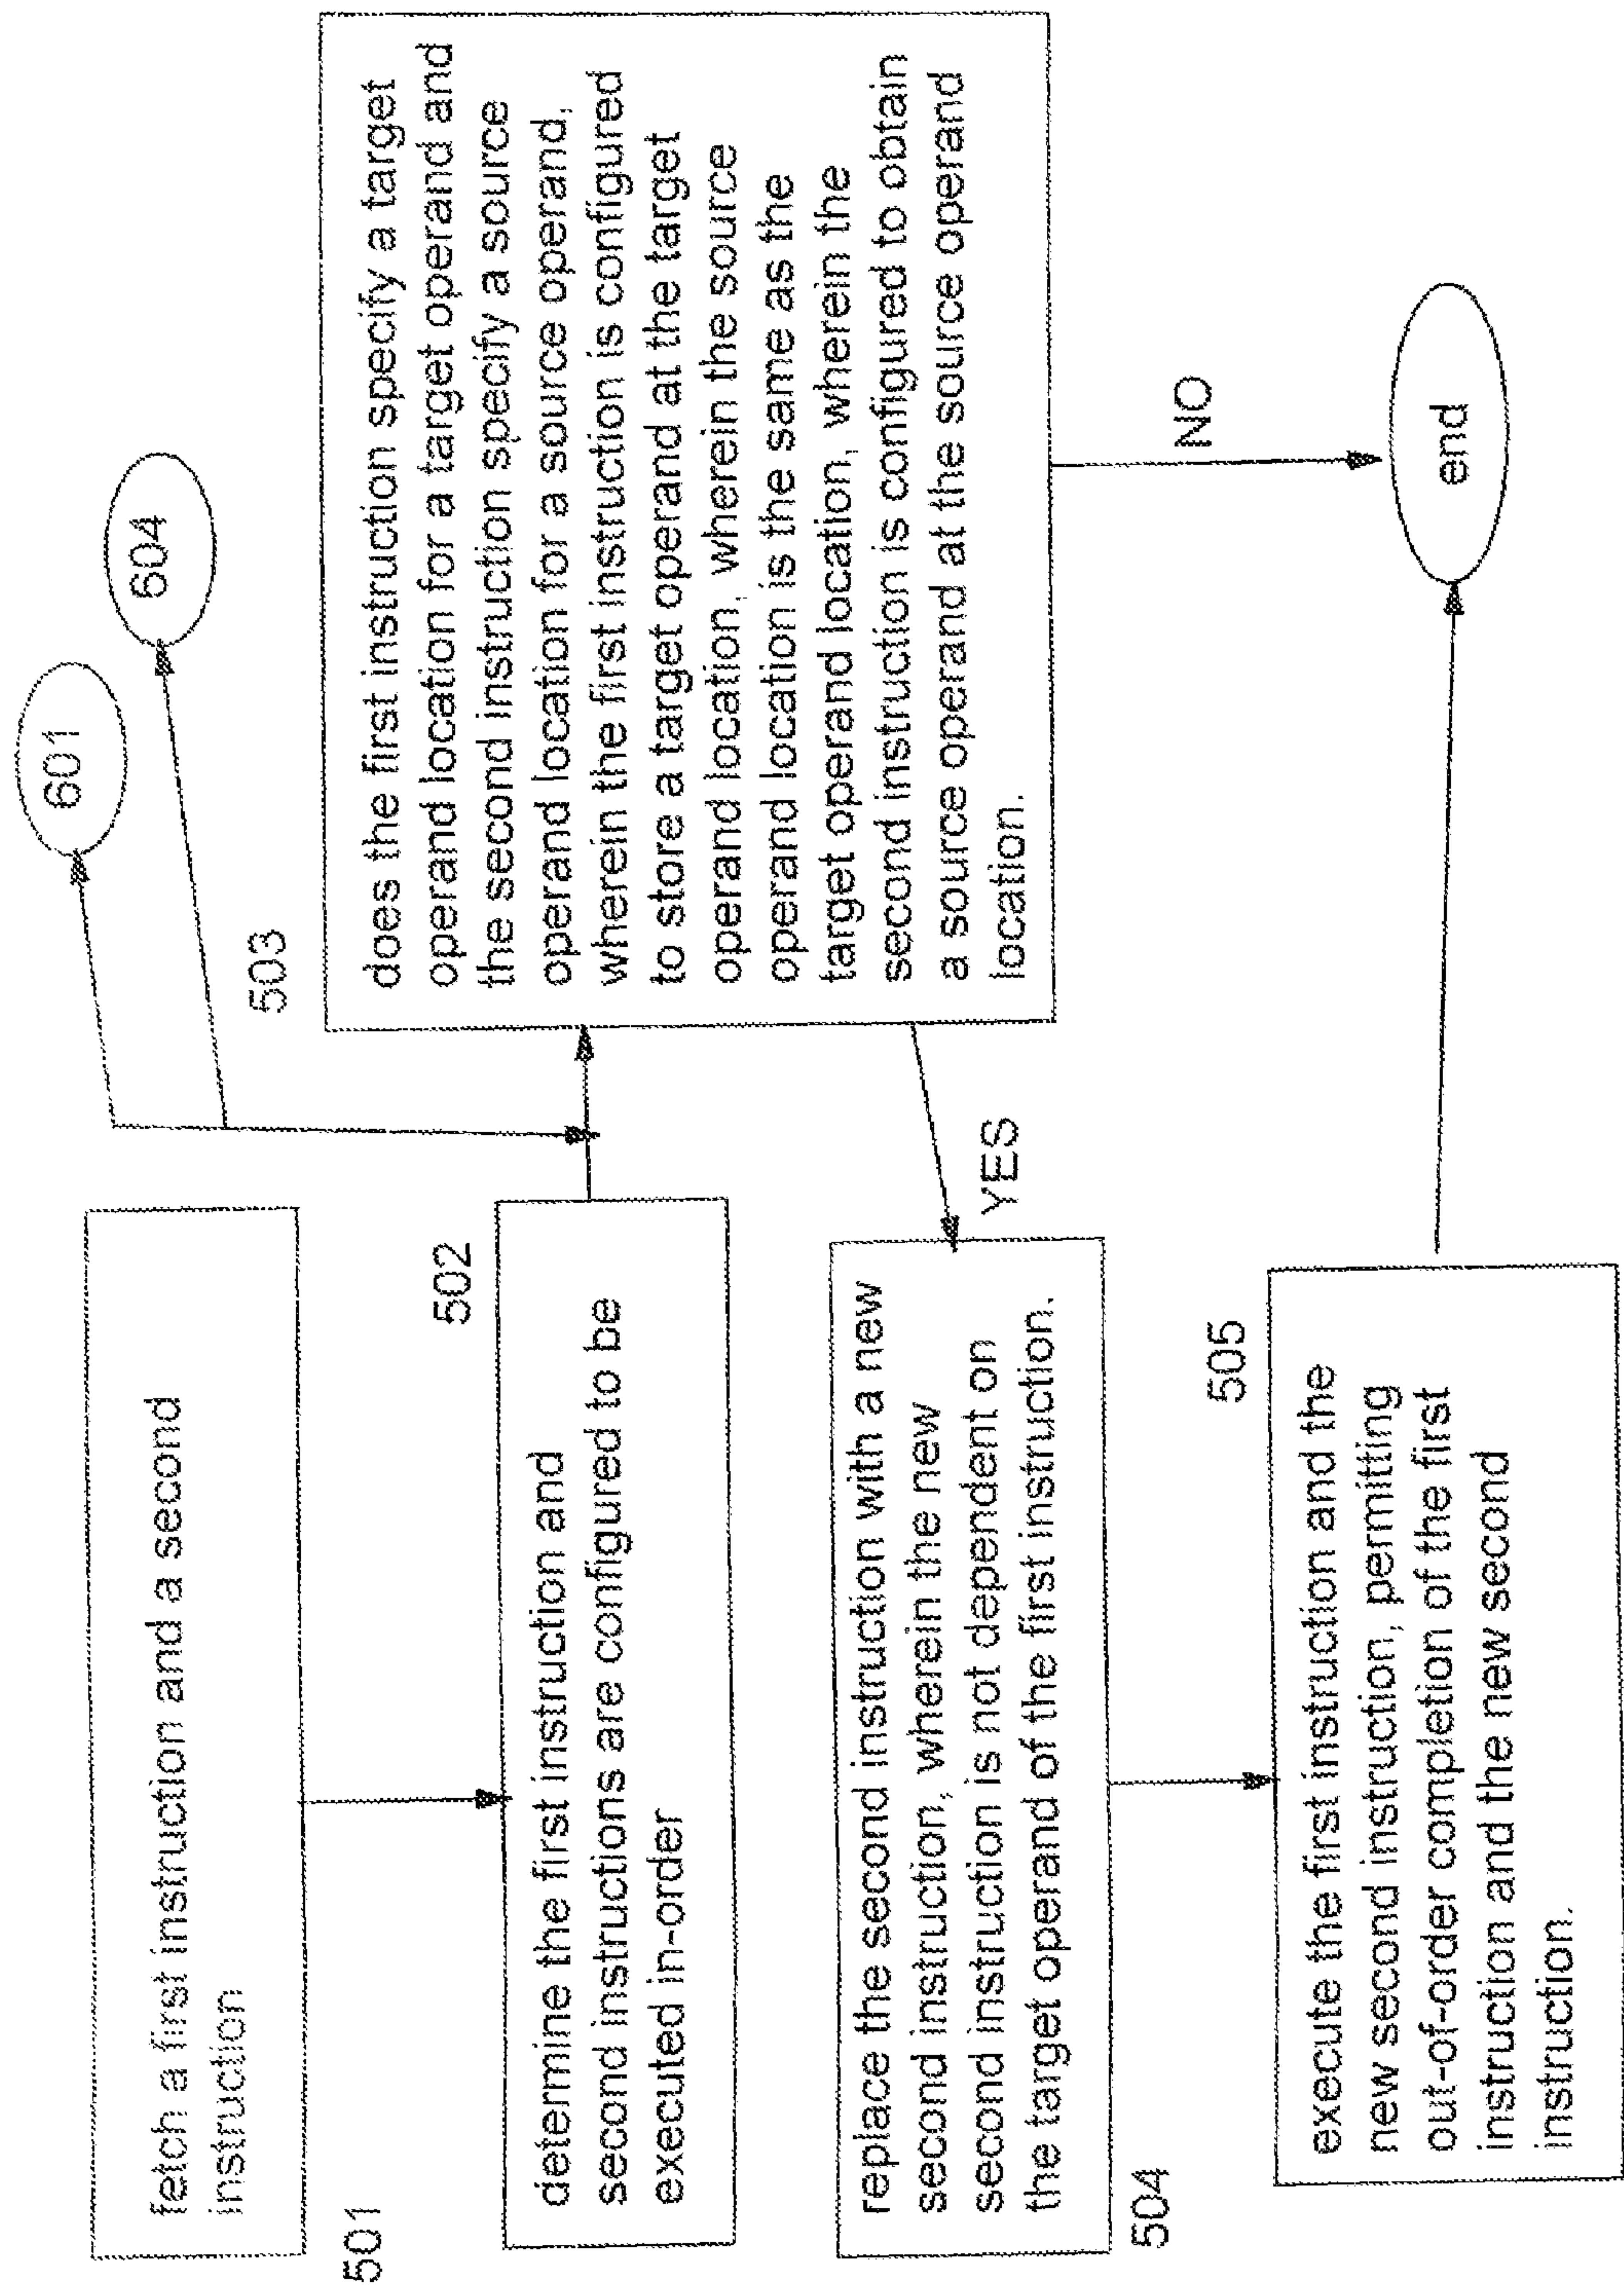 fetch a first instruction and a second
instruction
501
502
determine the first instruction and
second instructions are configured to be
executed in-order
601
604
503
does the first instruction specify a target
operand location for a target operand and
the second instruction specify a source
operand location for a source operand,
wherein the first instruction is configured
to store a target operand at the target
operand location, wherein the source
operand location is the same as the
target operand location, wherein the
second instruction is configured to obtain
a source operand at the source operand
location.
YES
NO
replace the second instruction with a new
second instruction, wherein the new
second instruction is not dependent on
the target operand of the first instruction.
504
505
execute the first instruction and the
new second instruction, permitting
out-of-order completion of the first
instruction and the new second
instruction.
end